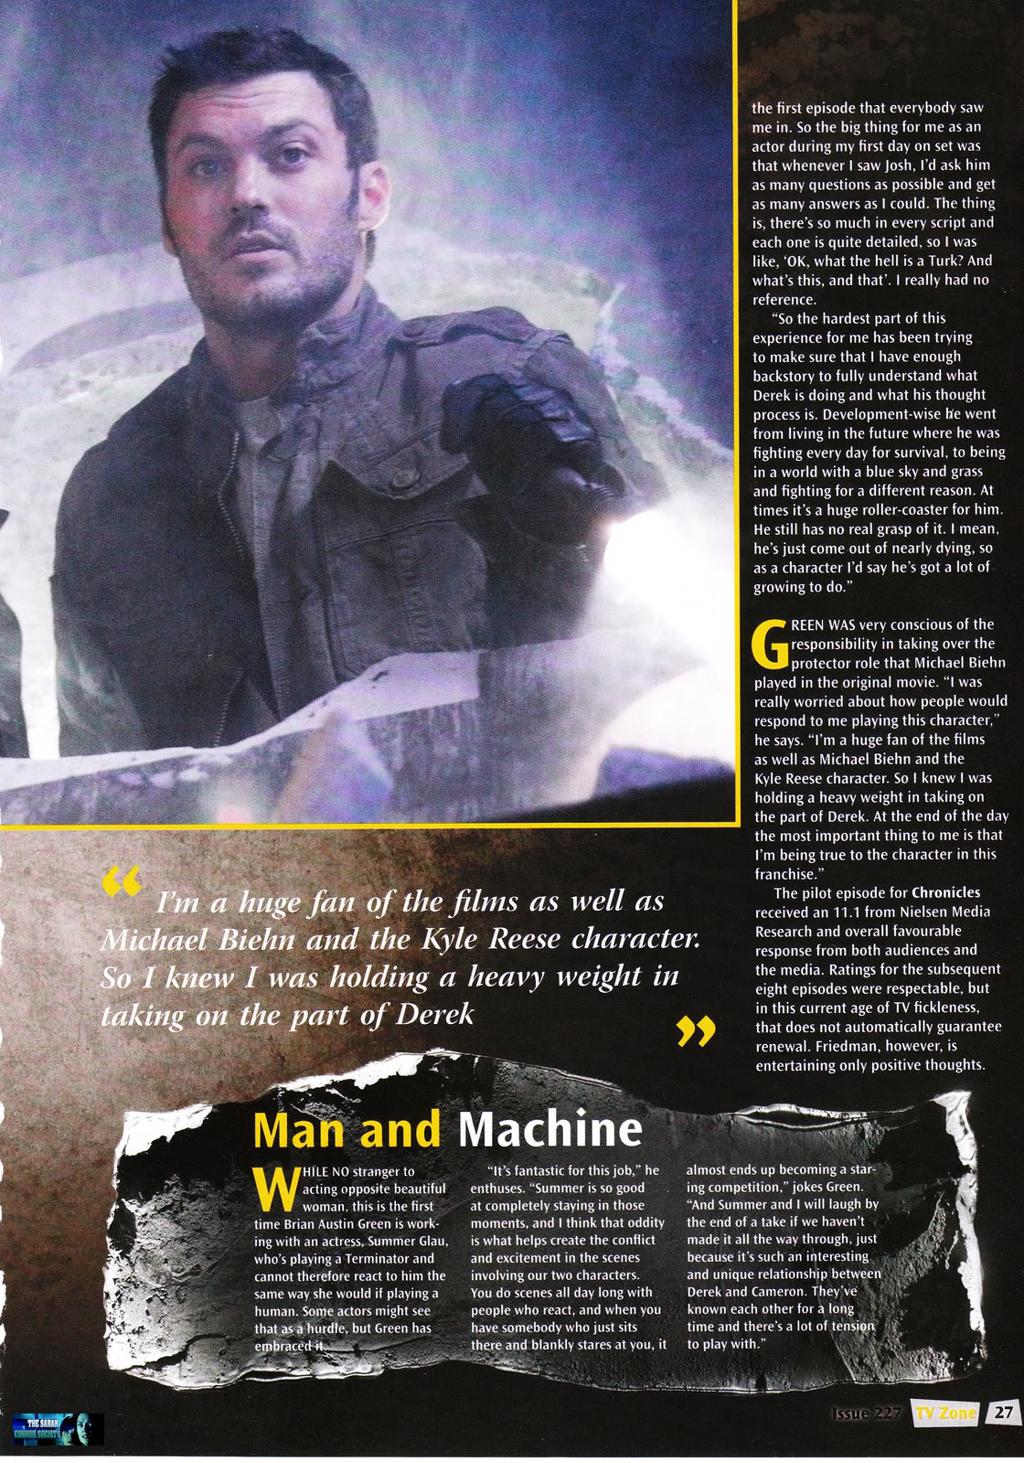 the first episode that everybody saw
me in. So the big thing for me as an
actor during my first day on set was
that whenever I saw Josh, I'd ask him
as many questions as possible and get
as many answers as I could. The thing
is, there's so much in every script and
each one is quite detailed, so I was
like, 'OK, what the hell is a Turk? And
what's this, and that'. I really had no
reference.
"So the hardest part of this
experience for me has been trying
to make sure that I have enough
backstory to fully understand what
Derek is doing and what his thought
process is. Development-wise he went
from living in the future where he was
fighting every day for survival, to being
in a world with a blue sky and grass
and fighting for a different reason. At
times it's a huge roller-coaster for him.
He still has no real grasp of it. I mean,
he's just come out of nearly dying, so
as a character I'd say he's got a lot of
growing to do."
GREEN WAS very conscious of the
responsibility in taking over the
protector role that Michael Biehn
played in the original movie. "I was
really worried about how people would
respond to me playing this character,"
he says. "I'm a huge fan of the films
as well as Michael Biehn and the
Kyle Reese character. So I knew I was
holding a heavy weight in taking on
the part of Derek. At the end of the day
the most important thing to me is that
I'm being true to the character in this
franchise."
The pilot episode for Chronicles
received an 11.1 from Nielsen Media
Research and overall favourable
response from both audiences and
the media. Ratings for the subsequent
eight episodes were respectable, but
in this current age of TV fickleness,
that does not automatically guarantee
renewal. Friedman, however, is
entertaining only positive thoughts.
“ I'm a huge fan of the films as well as
Michael Biehn and the Kyle Reese character.
So I knew I was holding a heavy weight in
taking on the part of Derek ”
Man and Machine
WHILE NO stranger to
acting opposite beautiful
woman, this is the first
time Brian Austin Green is work-
ing with an actress, Summer Glau,
who's playing a Terminator and
cannot therefore react to him the
same way she would if playing a
human. Some actors might see
that as a hurdle, but Green has
embraced it.
"It's fantastic for this job," he
enthuses. "Summer is so good
at completely staying in those
moments, and I think that oddity
is what helps create the conflict
and excitement in the scenes
involving our two characters.
You do scenes all day long with
people who react, and when you
have somebody who just sits
there and blankly stares at you, it
almost ends up becoming a star-
ing competition," jokes Green.
"And Summer and I will laugh by
the end of a take if we haven't
made it all the way through, just
because it's such an interesting
and unique relationship between
Derek and Cameron. They've
known each other for a long
time and there's a lot of tension
to play with."
Issue 227 TV Zone 27
THE SARAH
CONNOR SOCIETY